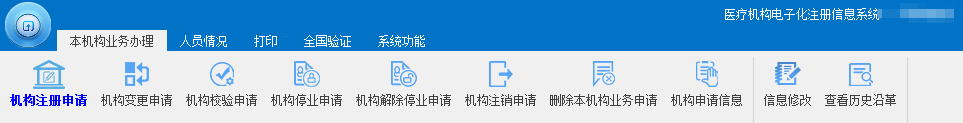 医疗机构电子化注册信息系统
本机构业务办理 人员情况 打印 全国验证 系统功能
机构注册申请 机构变更申请 机构校验申请 机构停业申请 机构解除停业申请 机构注销申请 删除本机构业务申请 机构申请信息 信息修改 查看历史沿革